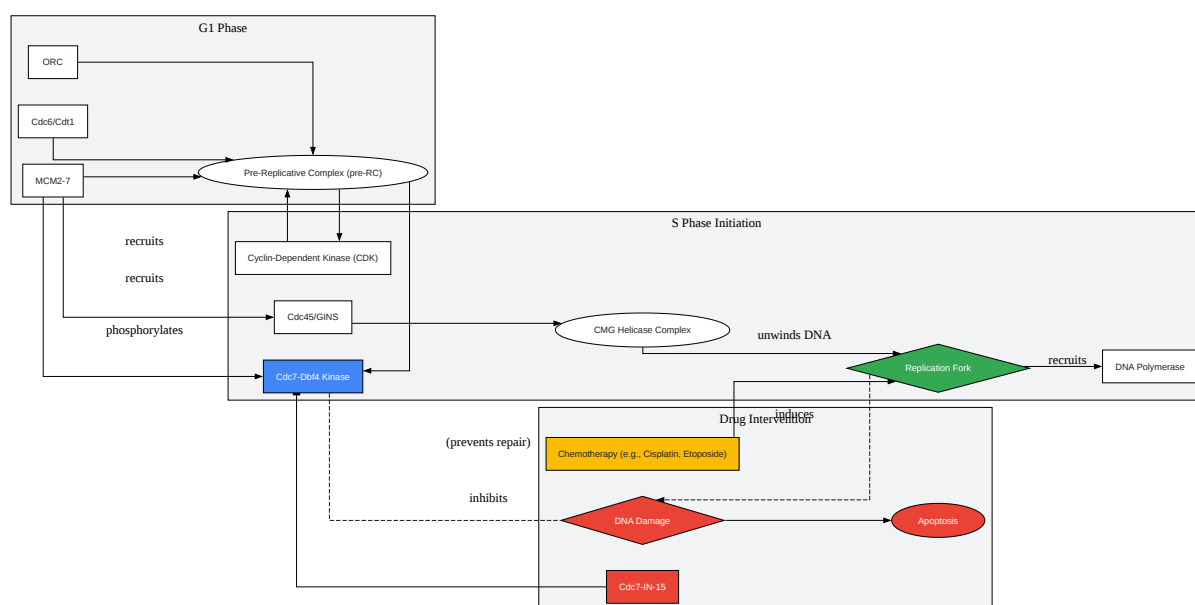 G1 Phase
ORC
Cdc6/Cdt1
MCM2-7
Pre-Replicative Complex (pre-RC)
S Phase Initiation
recruits
recruits
phosphorylates
Cyclin-Dependent Kinase (CDK)
Cdc45/GINS
Cdc7-Dbf4 Kinase
CMG Helicase Complex
unwinds DNA
Replication Fork
recruits
DNA Polymerase
Drug Intervention
induces
(prevents repair)
Chemotherapy (e.g., Cisplatin, Etoposide)
inhibits
DNA Damage
Apoptosis
Cdc7-IN-15